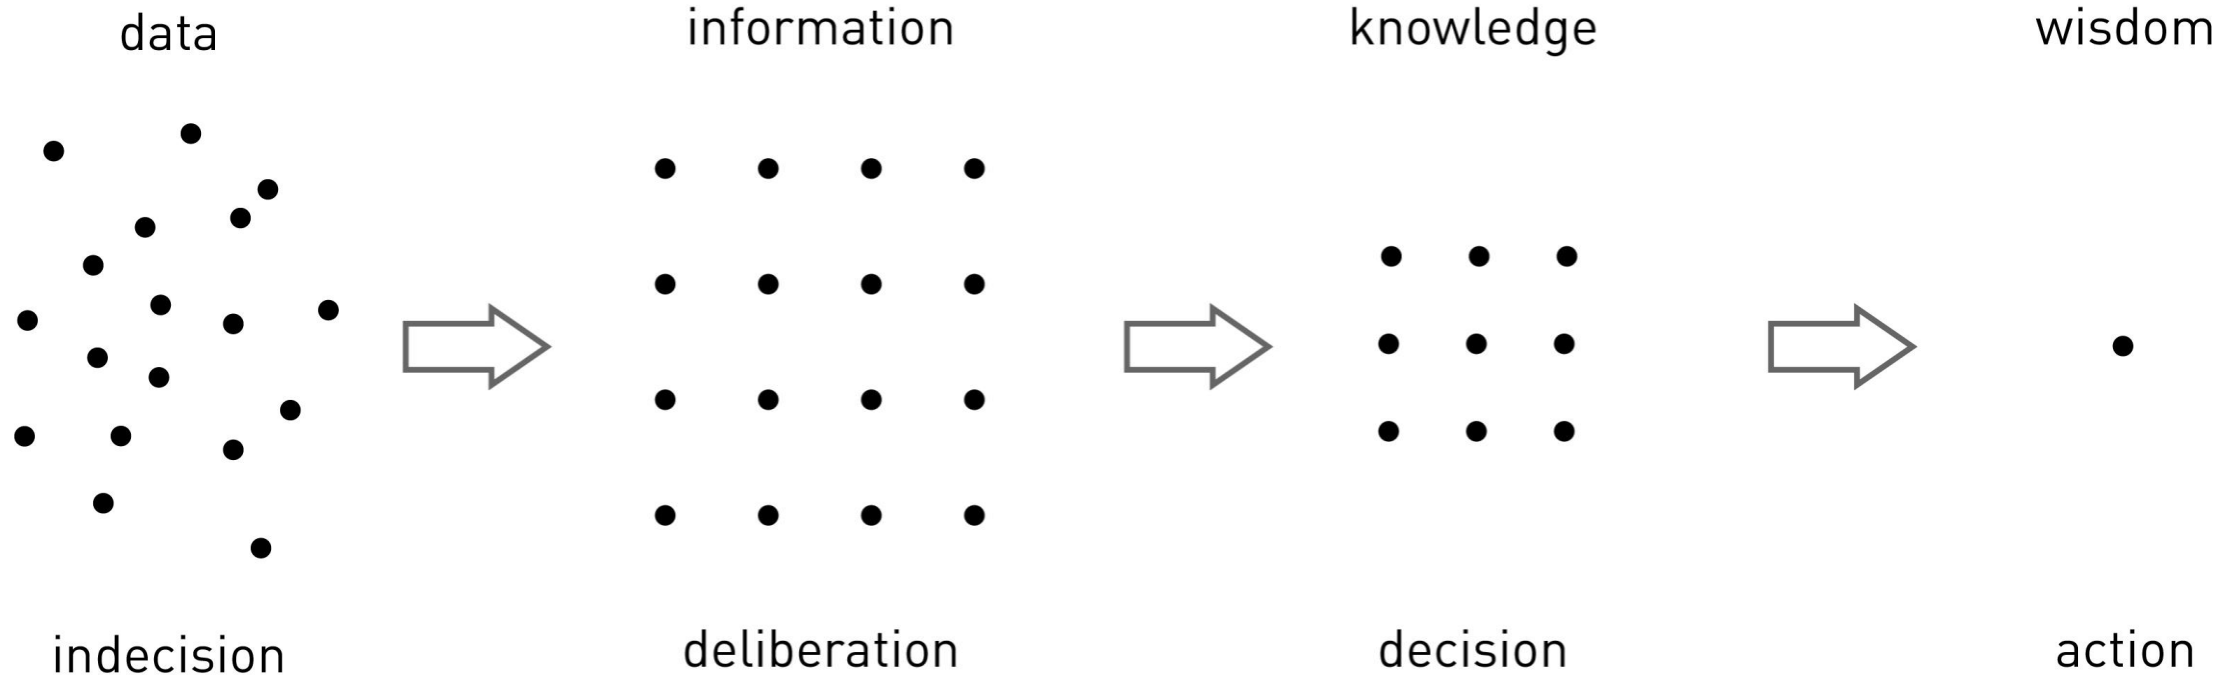 data
information
knowledge
wisdom
indecision
deliberation
decision
action